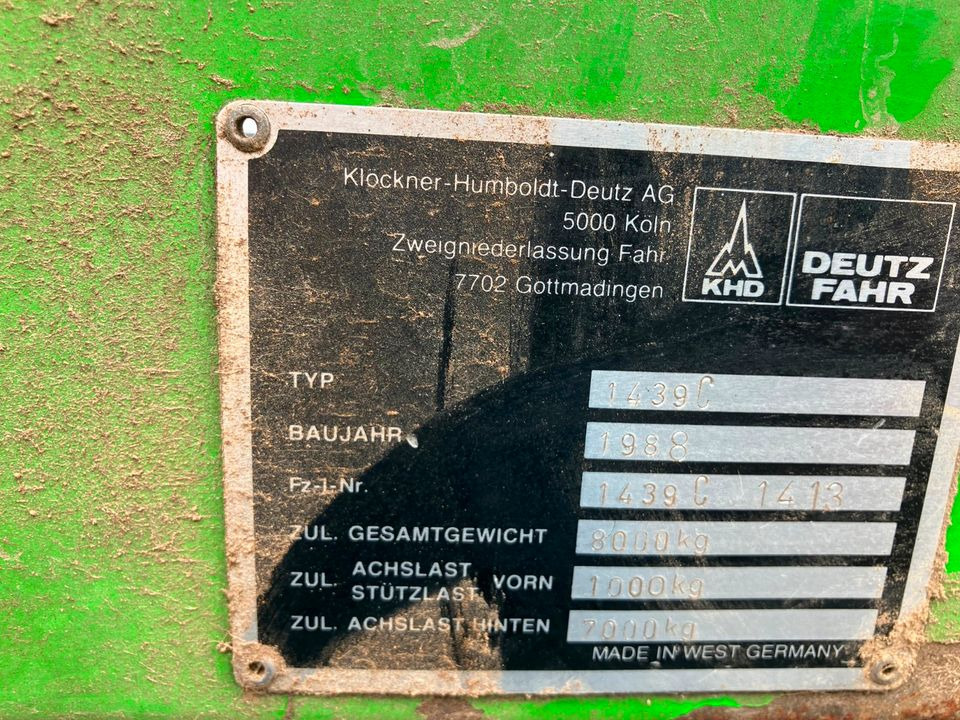 Klöckner-Humboldt-Deutz AG
5000 Köln
Zweigniederlassung Fahr
7702 Gottmadingen
KHD
DEUTZ
FAHR
TYP 1439C
BAUJAHR 1988
Fz-I-Nr. 1439C 1413
ZUL. GESAMTGEWICHT 8000kg
ZUL. ACHSLAST STÜTZLAST VORN 1000kg
ZUL. ACHSLAST HINTEN 7000kg
MADE IN WEST GERMANY